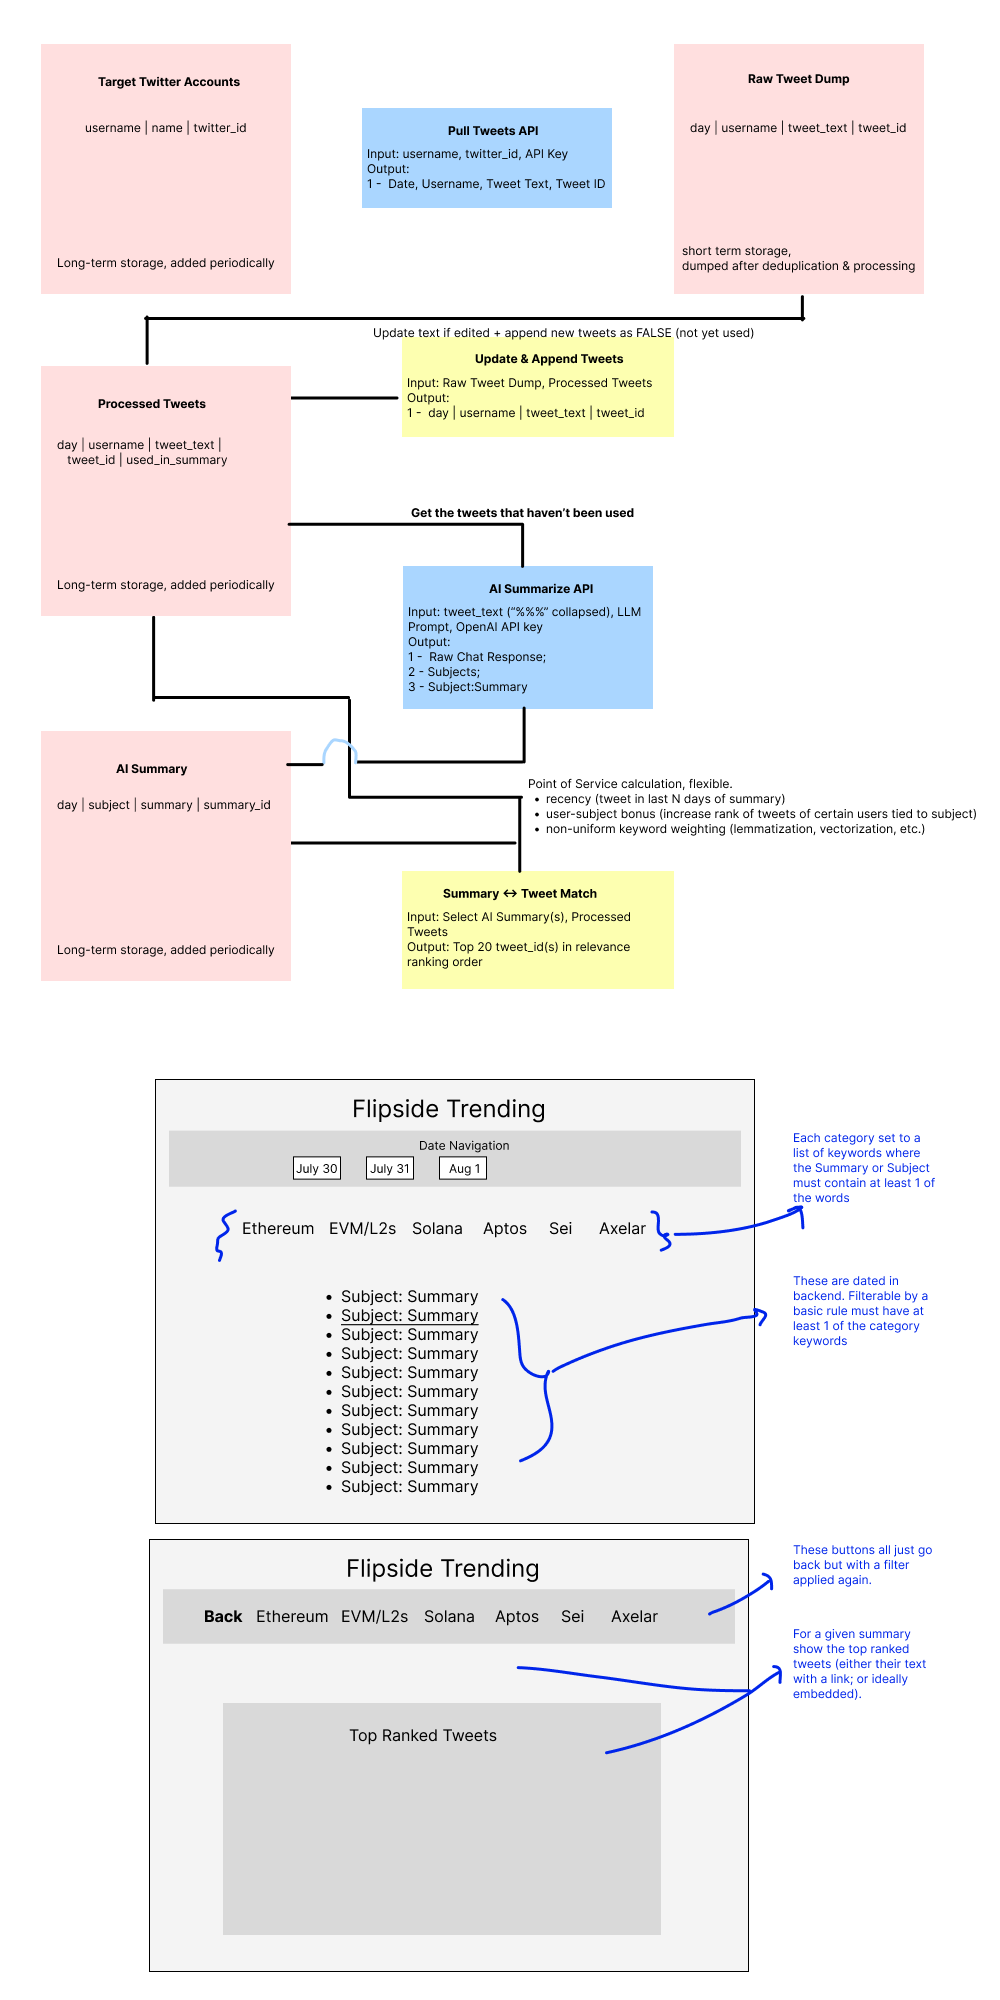 Target Twitter Accounts
username | name | twitter_id
Long-term storage, added periodically
Pull Tweets API
Input: username, twitter_id, API Key
Output:
1 -  Date, Username, Tweet Text, Tweet ID
Raw Tweet Dump
day | username | tweet_text | tweet_id
short term storage,
dumped after deduplication & processing
Update text if edited + append new tweets as FALSE (not yet used)
Update & Append Tweets
Input: Raw Tweet Dump, Processed Tweets
Output:
1 -  day | username | tweet_text | tweet_id
Processed Tweets
day | username | tweet_text |
tweet_id | used_in_summary
Long-term storage, added periodically
Get the tweets that haven’t been used
AI Summarize API
Input: tweet_text (“%%%” collapsed), LLM
Prompt, OpenAI API key
Output:
1 -  Raw Chat Response;
2 - Subjects;
3 - Subject:Summary
AI Summary
day | subject | summary | summary_id
Long-term storage, added periodically
Point of Service calculation, flexible.
• recency (tweet in last N days of summary)
• user-subject bonus (increase rank of tweets of certain users tied to subject)
• non-uniform keyword weighting (lemmatization, vectorization, etc.)
Summary <-> Tweet Match
Input: Select AI Summary(s), Processed
Tweets
Output: Top 20 tweet_id(s) in relevance
ranking order
Flipside Trending
Date Navigation
July 30 July 31 Aug 1
Ethereum EVM/L2s Solana Aptos Sei Axelar
Each category set to a
list of keywords where
the Summary or Subject
must contain at least 1 of
the words
• Subject: Summary
• Subject: Summary
• Subject: Summary
• Subject: Summary
• Subject: Summary
• Subject: Summary
• Subject: Summary
• Subject: Summary
• Subject: Summary
• Subject: Summary
• Subject: Summary
These are dated in
backend. Filterable by a
basic rule must have at
least 1 of the category
keywords
Flipside Trending
Back Ethereum EVM/L2s Solana Aptos Sei Axelar
These buttons all just go
back but with a filter
applied again.
For a given summary
show the top ranked
tweets (either their text
with a link; or ideally
embedded).
Top Ranked Tweets